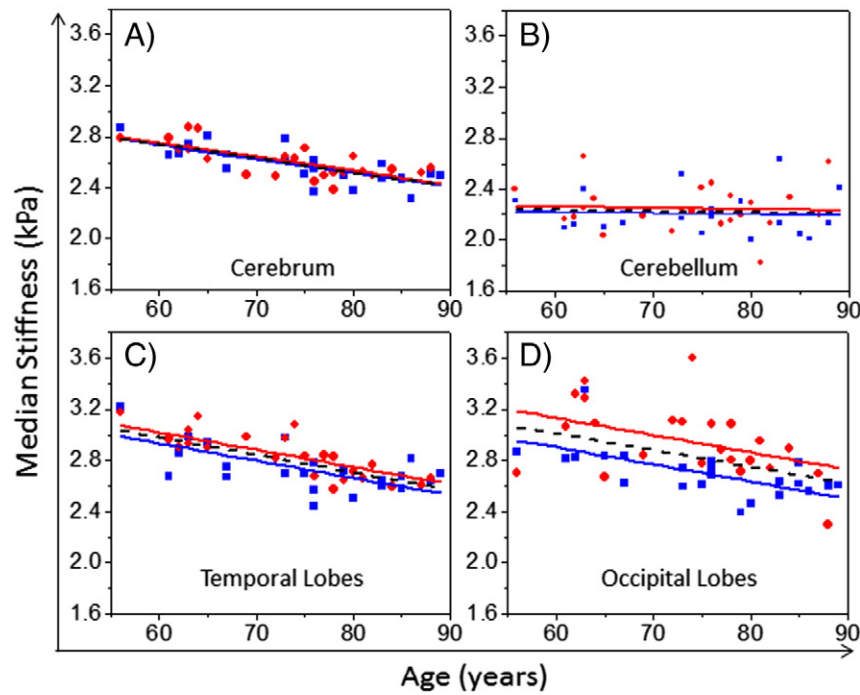 A)
3.6
3.2
2.8
2.4
2.0
1.6
60 70 80 90
Cerebrum
B)
3.6
3.2
2.8
2.4
2.0
1.6
60 70 80 90
Cerebellum
C)
3.6
3.2
2.8
2.4
2.0
1.6
60 70 80 90
Temporal Lobes
D)
3.6
3.2
2.8
2.4
2.0
1.6
60 70 80 90
Occipital Lobes
Median Stiffness (kPa)
Age (years)